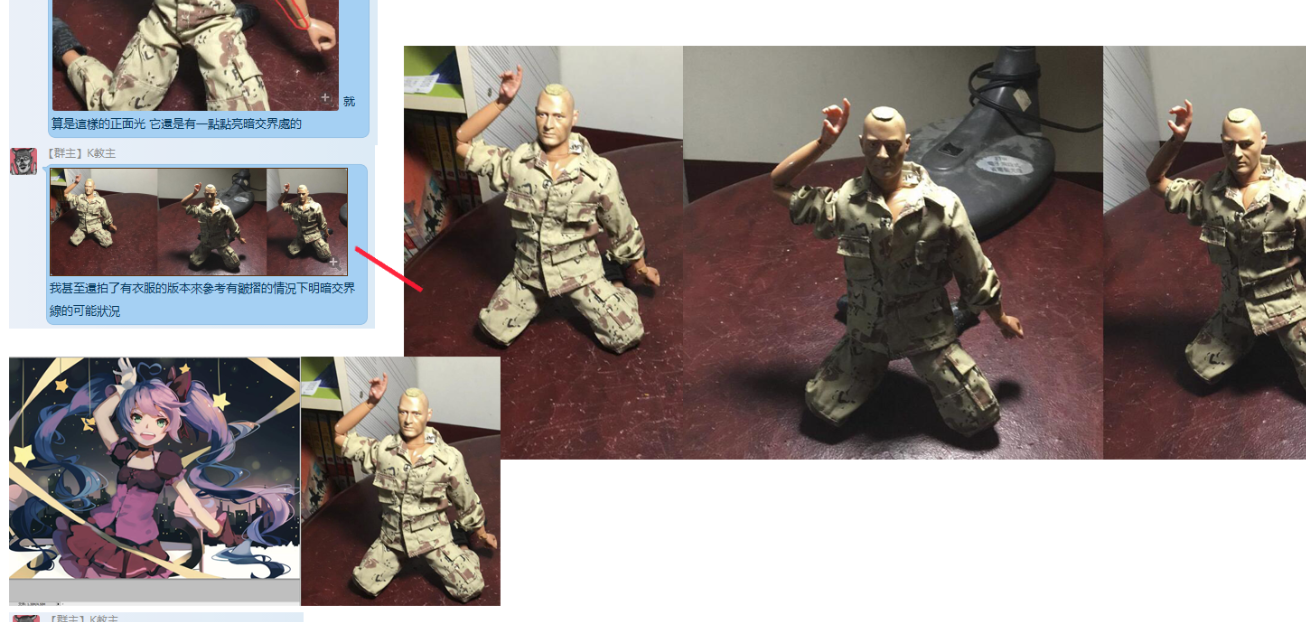 就
算是這樣的正面光 它還是有一點點亮暗交界處的
【群主】K教主
我甚至還拍了有衣服的版本來參考有皺摺的情況下明暗交界
線的可能狀況
【群主】K教主